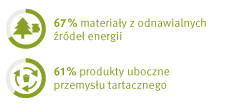 67% materiały z odnawialnych
źródeł energii
61% produkty uboczne
przemysłu tartacznego